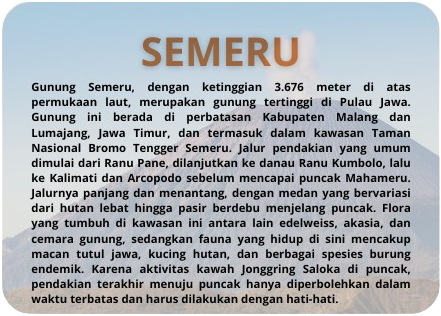 SEMERU
Gunung Semeru, dengan ketinggian 3.676 meter di atas
permukaan laut, merupakan gunung tertinggi di Pulau Jawa.
Gunung ini berada di perbatasan Kabupaten Malang dan
Lumajang, Jawa Timur, dan termasuk dalam kawasan Taman
Nasional Bromo Tengger Semeru. Jalur pendakian yang umum
dimulai dari Ranu Pane, dilanjutkan ke danau Ranu Kumbolo, lalu
ke Kalimati dan Arcopodo sebelum mencapai puncak Mahameru.
Jalurnya panjang dan menantang, dengan medan yang bervariasi
dari hutan lebat hingga pasir berdebu menjelang puncak. Flora
yang tumbuh di kawasan ini antara lain edelweiss, akasia, dan
cemara gunung, sedangkan fauna yang hidup di sini mencakup
macan tutul jawa, kucing hutan, dan berbagai spesies burung
endemik. Karena aktivitas kawah Jonggring Saloka di puncak,
pendakian terakhir menuju puncak hanya diperbolehkan dalam
waktu terbatas dan harus dilakukan dengan hati-hati.